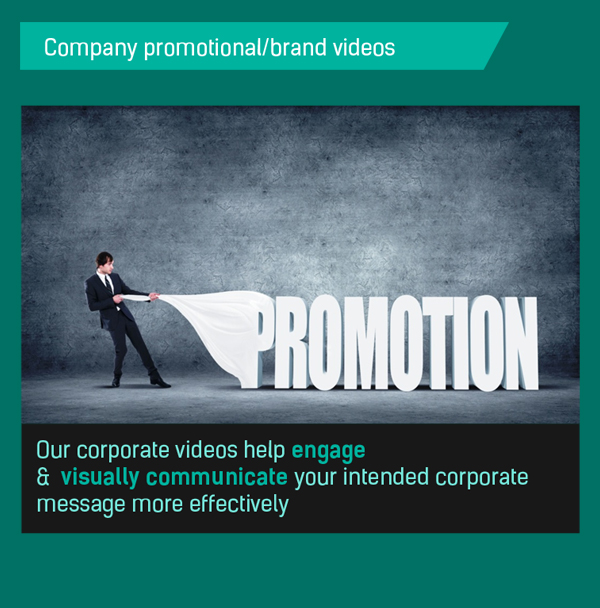 Company promotional/brand videos
PROMOTION
Our corporate videos help engage
& visually communicate your intended corporate
message more effectively